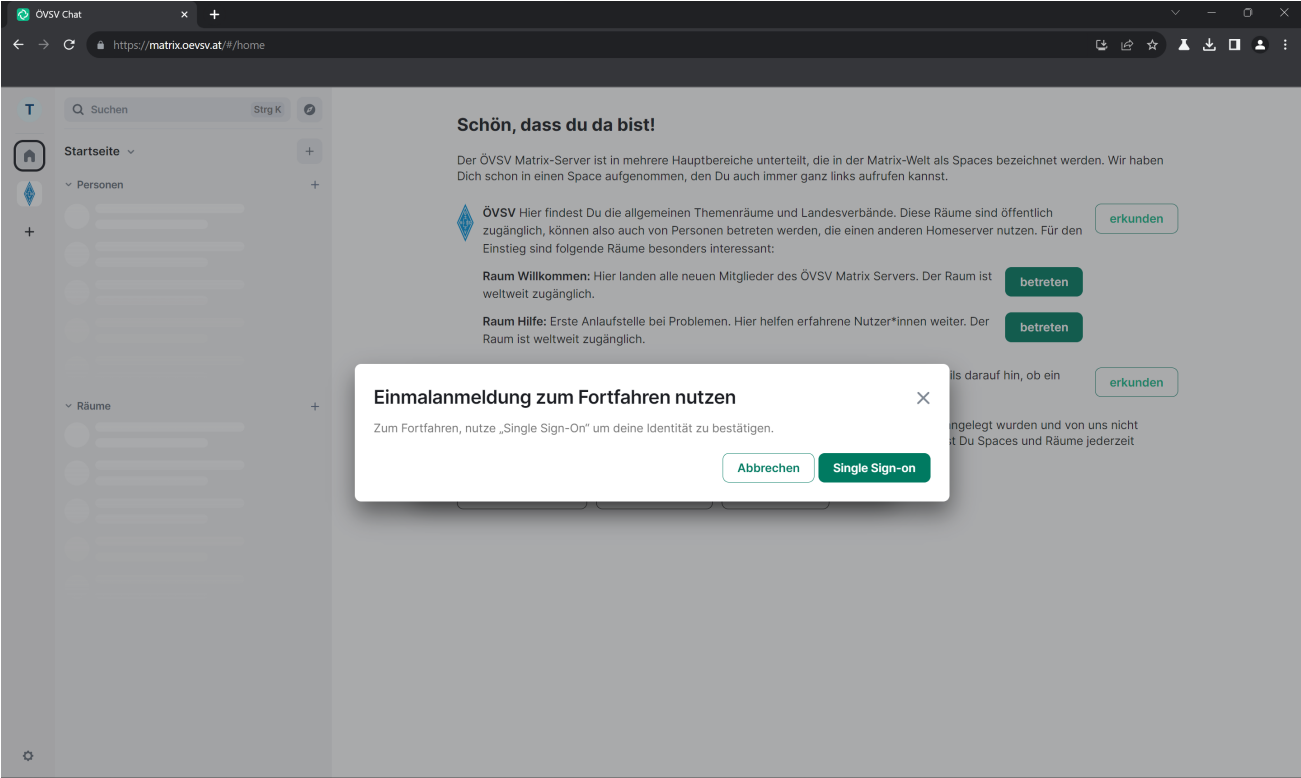 ÖVSV Chat
https://matrix.oevsv.at/#/home
T
Suchen
Strg K
Startseite
Personen
Räume
Schön, dass du da bist!
Der ÖVSV Matrix-Server ist in mehrere Hauptbereiche unterteilt, die in der Matrix-Welt als Spaces bezeichnet werden. Wir haben
Dich schon in einen Space aufgenommen, den Du auch immer ganz links aufrufen kannst.
ÖVSV Hier findest Du die allgemeinen Themenräume und Landesverbände. Diese Räume sind öffentlich
zugänglich, können also auch von Personen betreten werden, die einen anderen Homeserver nutzen. Für den
Einstieg sind folgende Räume besonders interessant:
erkunden
Raum Willkommen: Hier landen alle neuen Mitglieder des ÖVSV Matrix Servers. Der Raum ist
weltweit zugänglich.
betreten
Raum Hilfe: Erste Anlaufstelle bei Problemen. Hier helfen erfahrene Nutzer*innen weiter. Der
Raum ist weltweit zugänglich.
betreten
darauf hin, ob ein
erkunden
wurden und von uns nicht
Du Spaces und Räume jederzeit
Einmalanmeldung zum Fortfahren nutzen
Zum Fortfahren, nutze „Single Sign-On“ um deine Identität zu bestätigen.
Abbrechen
Single Sign-on